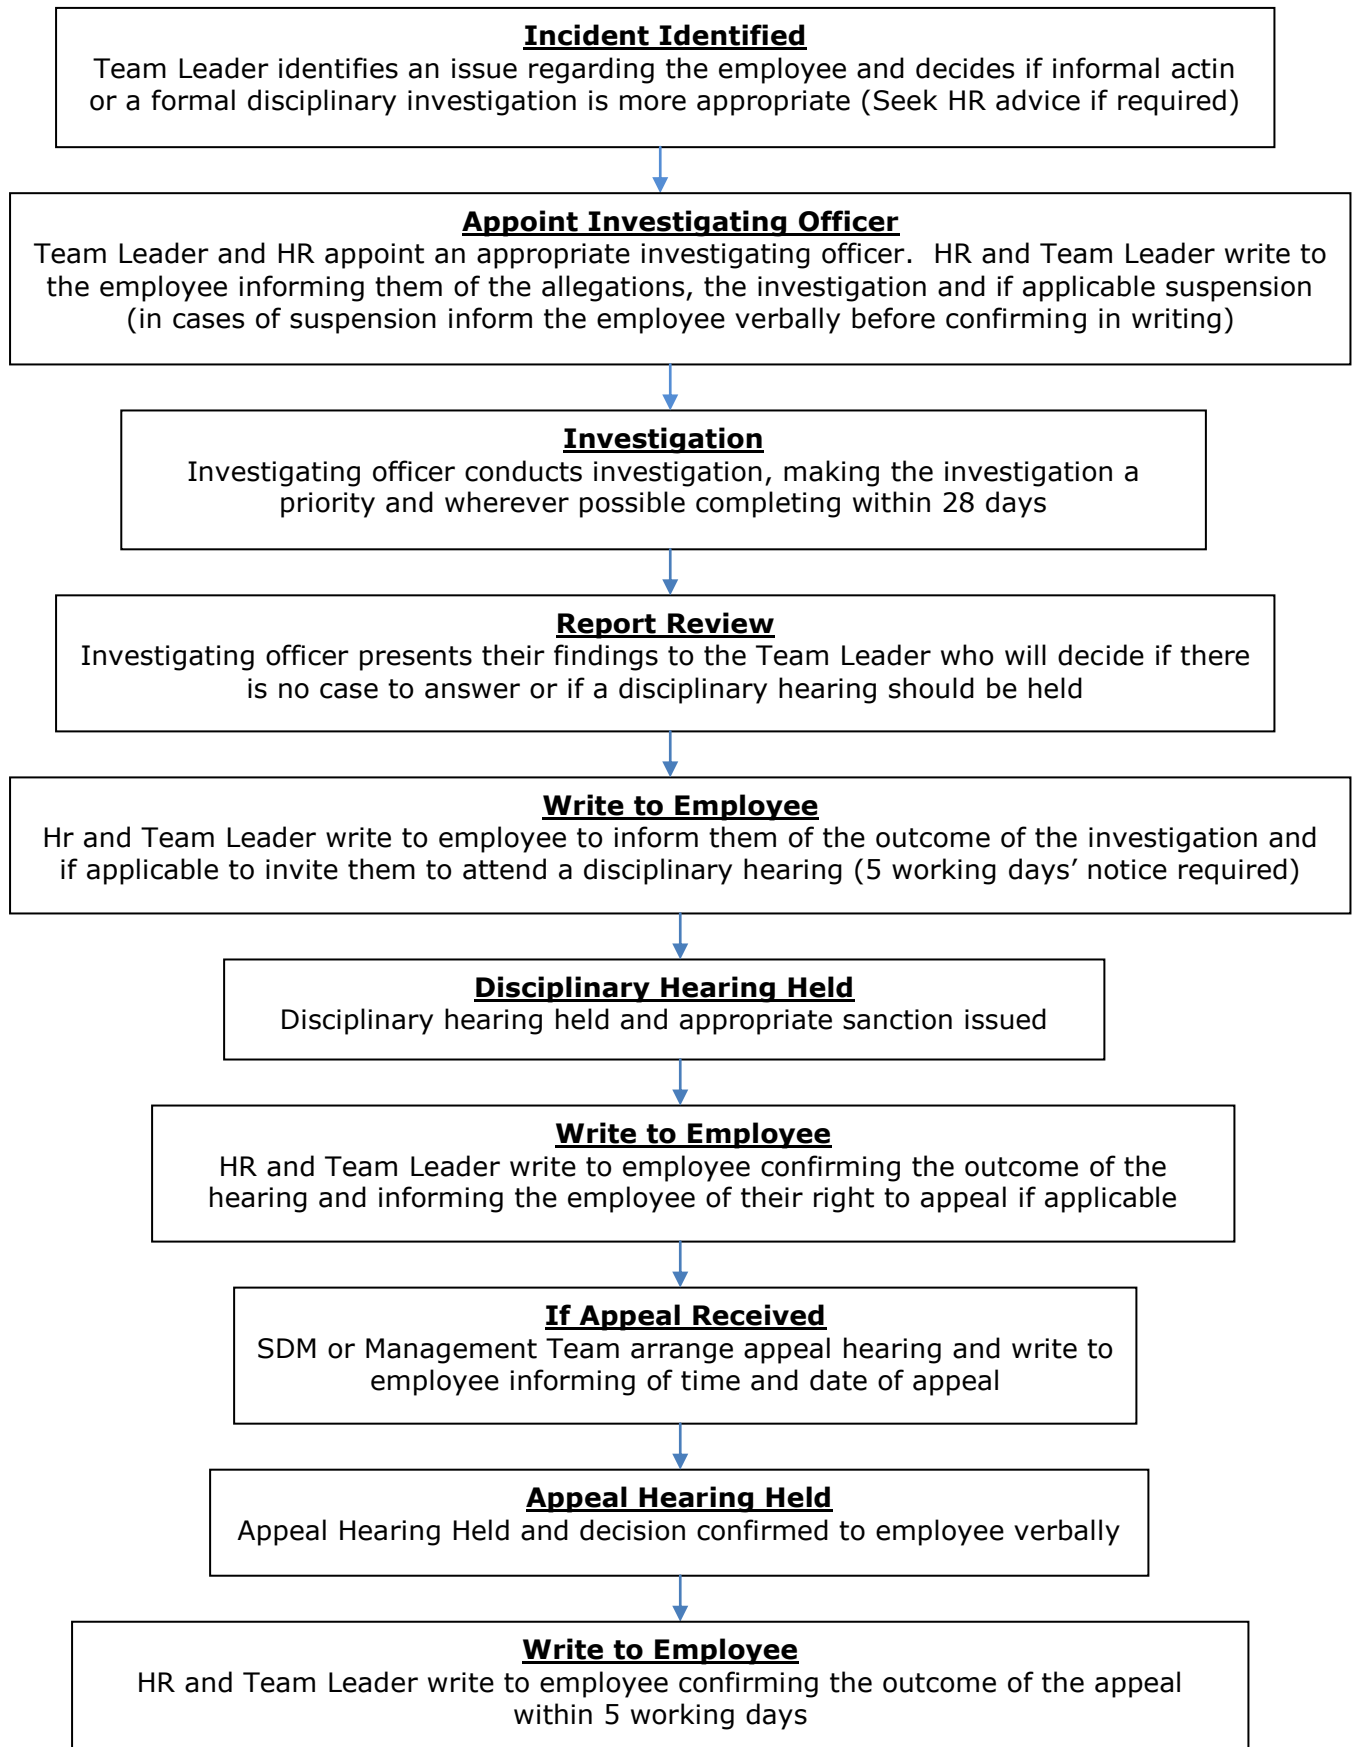 Incident Identified
Team Leader identifies an issue regarding the employee and decides if informal actin
or a formal disciplinary investigation is more appropriate (Seek HR advice if required)
Appoint Investigating Officer
Team Leader and HR appoint an appropriate investigating officer.  HR and Team Leader write to
the employee informing them of the allegations, the investigation and if applicable suspension
(in cases of suspension inform the employee verbally before confirming in writing)
Investigation
Investigating officer conducts investigation, making the investigation a
priority and wherever possible completing within 28 days
Report Review
Investigating officer presents their findings to the Team Leader who will decide if there
is no case to answer or if a disciplinary hearing should be held
Write to Employee
Hr and Team Leader write to employee to inform them of the outcome of the investigation and
if applicable to invite them to attend a disciplinary hearing (5 working days’ notice required)
Disciplinary Hearing Held
Disciplinary hearing held and appropriate sanction issued
Write to Employee
HR and Team Leader write to employee confirming the outcome of the
hearing and informing the employee of their right to appeal if applicable
If Appeal Received
SDM or Management Team arrange appeal hearing and write to
employee informing of time and date of appeal
Appeal Hearing Held
Appeal Hearing Held and decision confirmed to employee verbally
Write to Employee
HR and Team Leader write to employee confirming the outcome of the appeal
within 5 working days